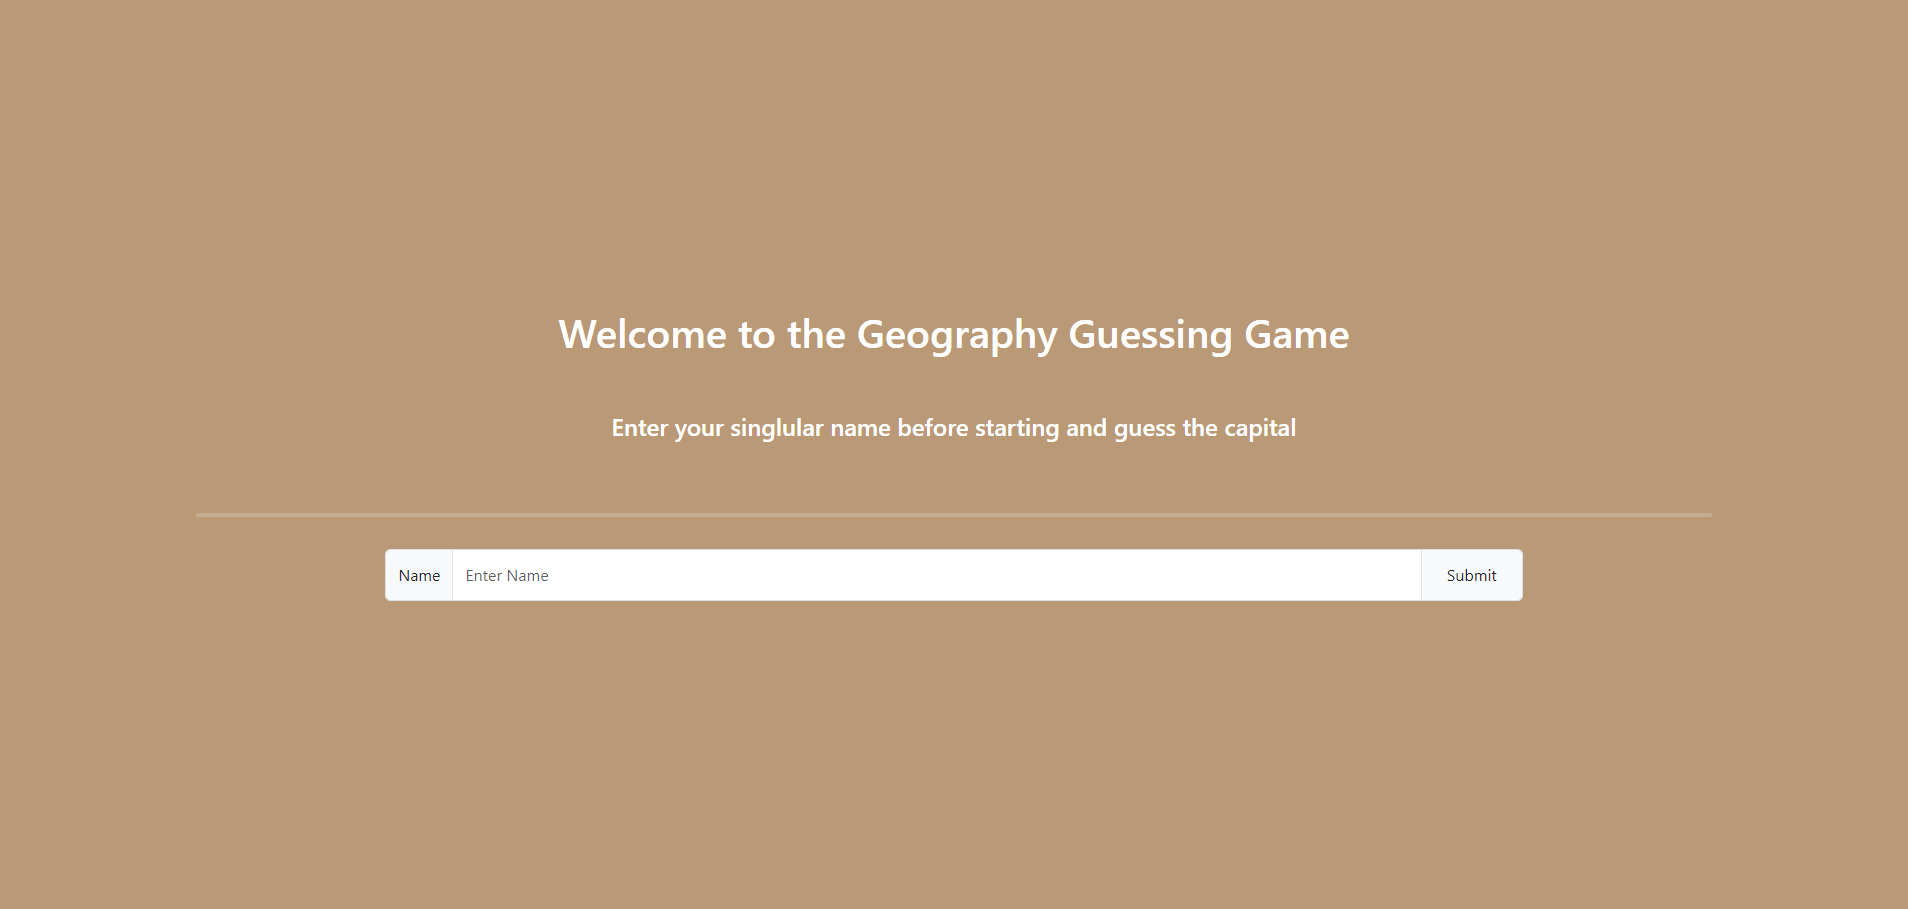 Welcome to the Geography Guessing Game
Enter your singlular name before starting and guess the capital
Name Enter Name Submit